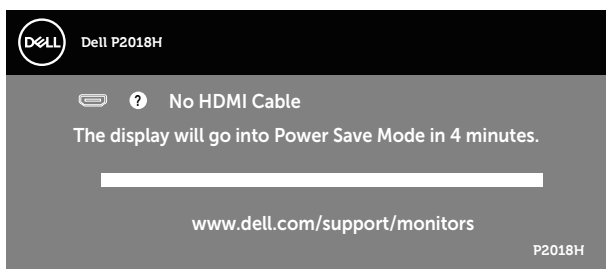 DELL
Dell P2018H
? No HDMI Cable
The display will go into Power Save Mode in 4 minutes.
www.dell.com/support/monitors
P2018H